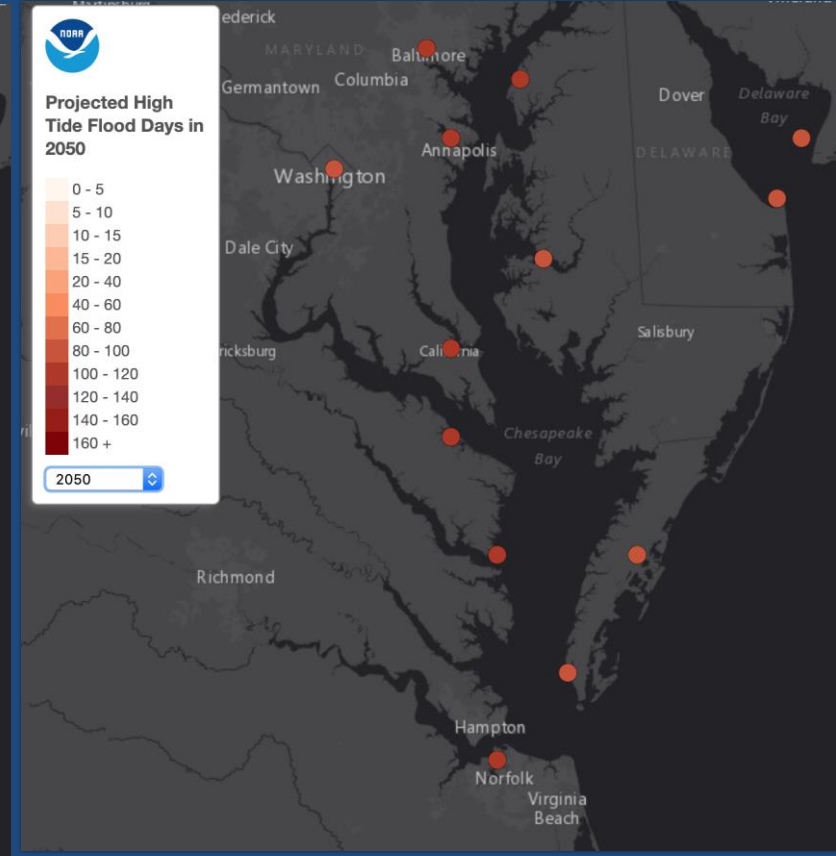 NOAA
Projected High
Tide Flood Days in
2050
0 - 5
5 - 10
10 - 15
15 - 20
20 - 40
40 - 60
60 - 80
80 - 100
100 - 120
120 - 140
140 - 160
160 +
2050
ederick
MARYLAND
Baltimore
Germantown
Columbia
Dover
Delaware
Bay
Annapolis
DELAWARE
Washington
Dale City
Salisbury
ricksburg
California
Chesapeake
Bay
Richmond
Hampton
Norfolk
Virginia
Beach